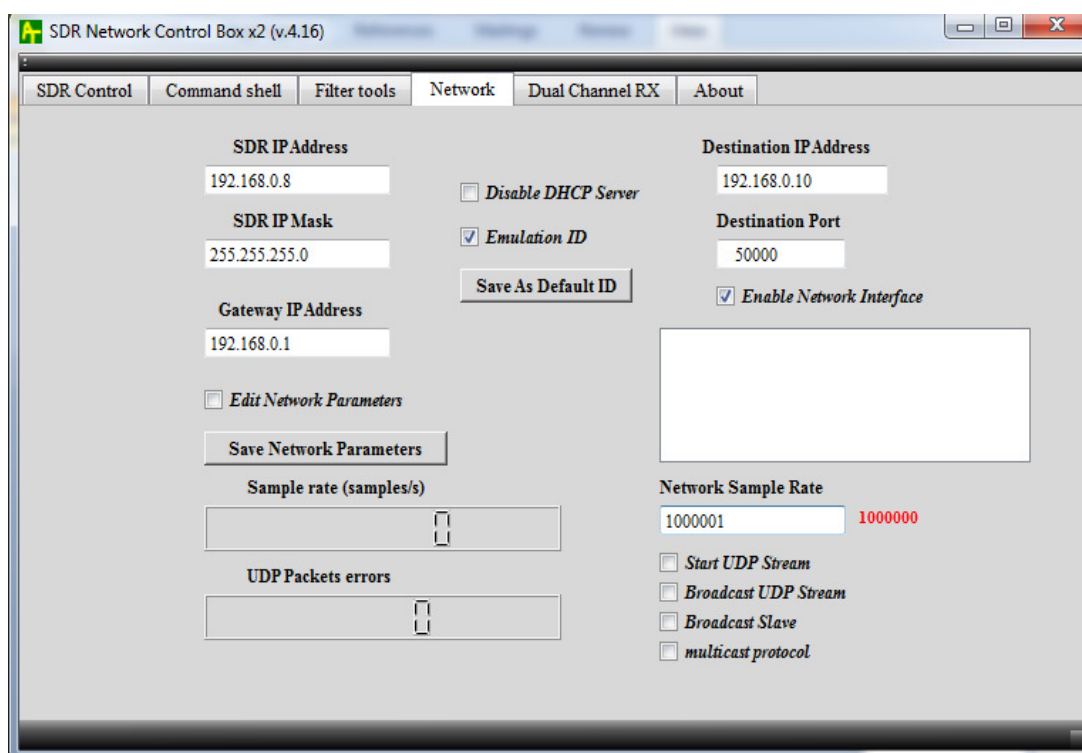 SDR Network Control Box x2 (v.4.16)
References Mailings Review View
SDR Control Command shell Filter tools Network Dual Channel RX About
SDR IP Address
192.168.0.8
SDR IP Mask
255.255.255.0
Gateway IP Address
192.168.0.1
Edit Network Parameters
Save Network Parameters
Sample rate (samples/s)
0
UDP Packets errors
0
Disable DHCP Server
Emulation ID
Save As Default ID
Destination IP Address
192.168.0.10
Destination Port
50000
Enable Network Interface
Network Sample Rate
1000001 1000000
Start UDP Stream
Broadcast UDP Stream
Broadcast Slave
multicast protocol